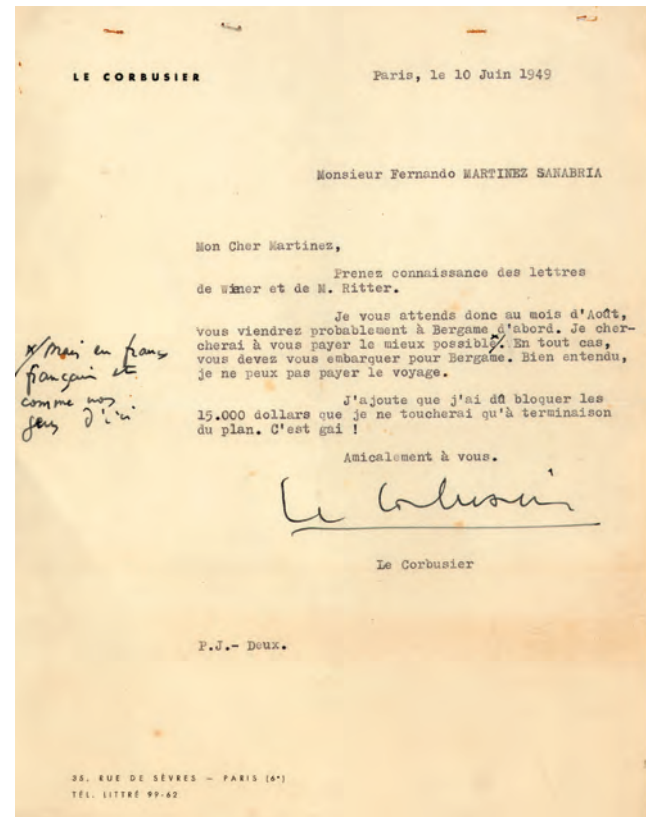 LE CORBUSIER
Paris, le 10 Juin 1949
Monsieur Fernando MARTINEZ SANABRIA
Mon Cher Martinez,
Prenez connaissance des lettres
de Wiener et de M. Ritter.
Je vous attends donc au mois d'Août,
vous viendrez probablement à Bergame d'abord. Je cher-
cherai à vous payer le mieux possible x/. En tout cas,
vous devez vous embarquer pour Bergame. Bien entendu,
je ne peux pas payer le voyage.
x/ mais en francs
français et
comme nos
gens d'ici
J'ajoute que j'ai dû bloquer les
15.000 dollars que je ne toucherai qu'à terminaison
du plan. C'est gai !
Amicalement à vous.
Le Corbusier
Le Corbusier
P.J.- Deux.
35, RUE DE SÈVRES – PARIS (6e)
TÉL. LITTRÉ 99-62